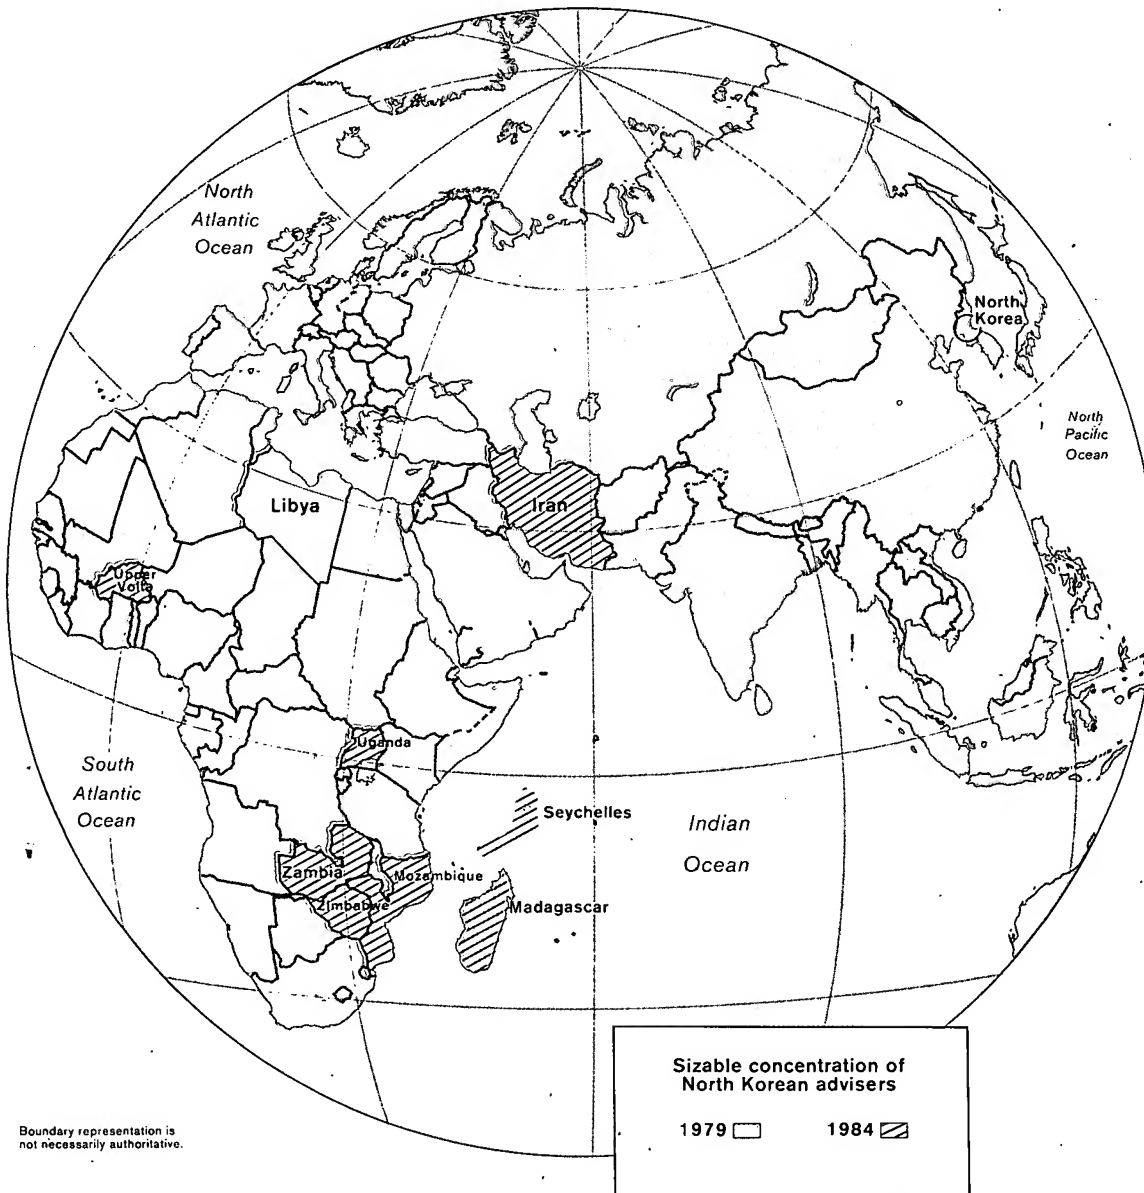 North
Atlantic
Ocean
North
Korea
North
Pacific
Ocean
Libya
Iran
Upper
Volta
Uganda
South
Atlantic
Ocean
Seychelles
Indian
Ocean
Zambia
Mozambique
Zimbabwe
Madagascar
Sizable concentration of
North Korean advisers
1979 1984
Boundary representation is
not necessarily authoritative.